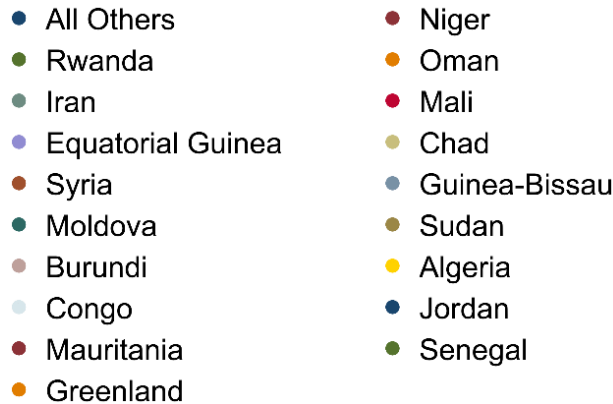 All Others
Rwanda
Iran
Equatorial Guinea
Syria
Moldova
Burundi
Congo
Mauritania
Greenland
Niger
Oman
Mali
Chad
Guinea-Bissau
Sudan
Algeria
Jordan
Senegal